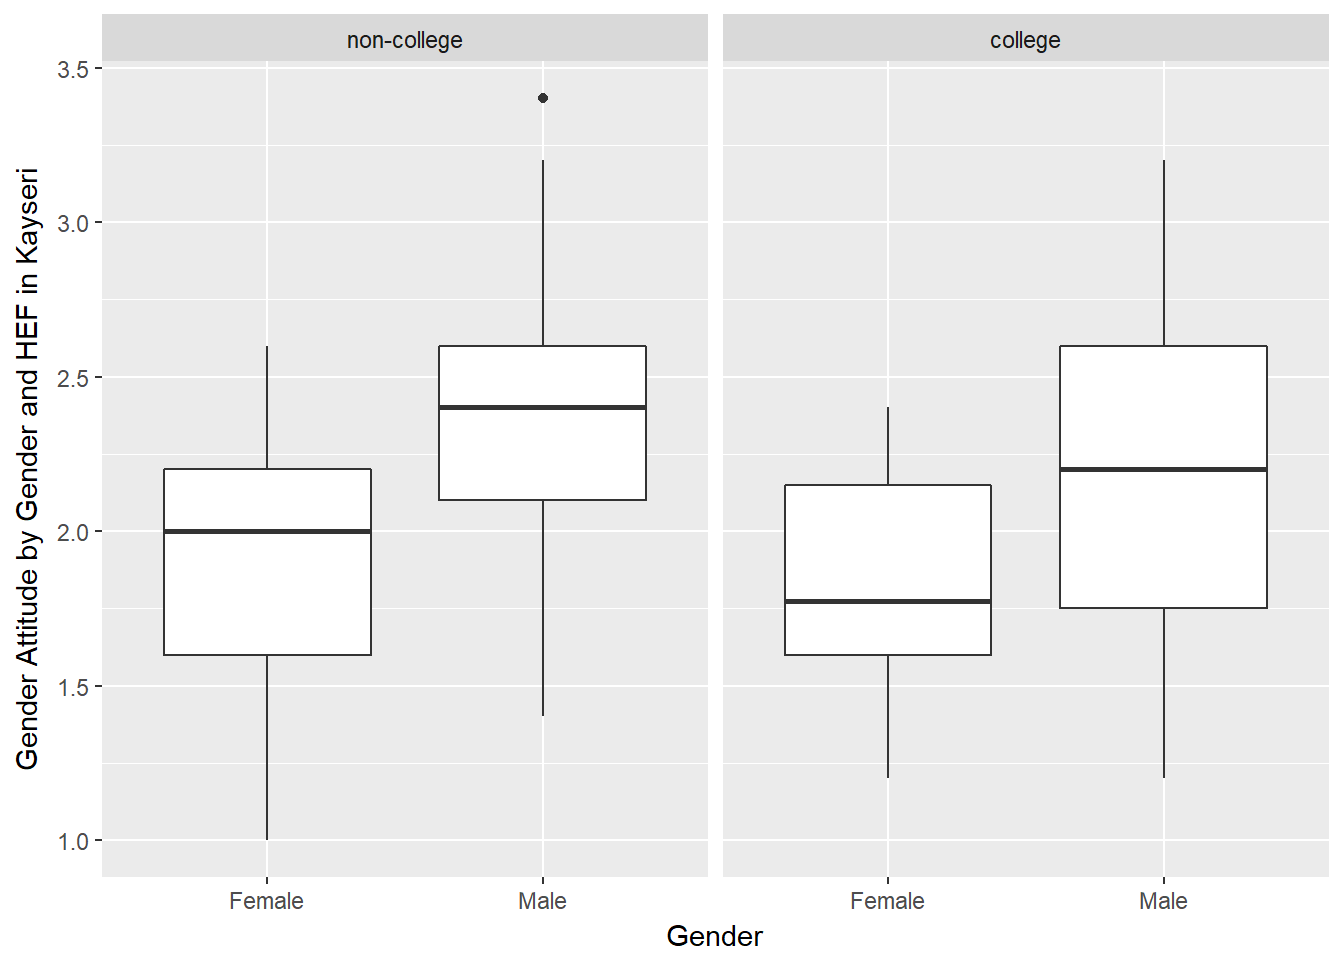 non-college
college
Gender Attitude by Gender and HEF in Kayseri
3.5
3.0
2.5
2.0
1.5
1.0
Female
Male
Female
Male
Gender